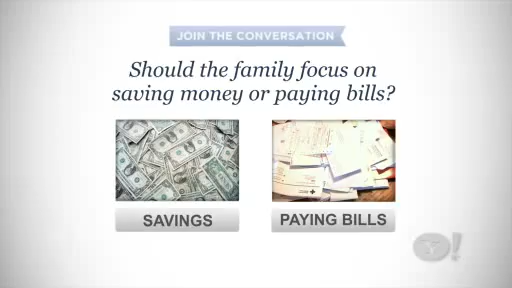 JOIN THE CONVERSATION
Should the family focus on
saving money or paying bills?
SAVINGS
PAYING BILLS
Y!